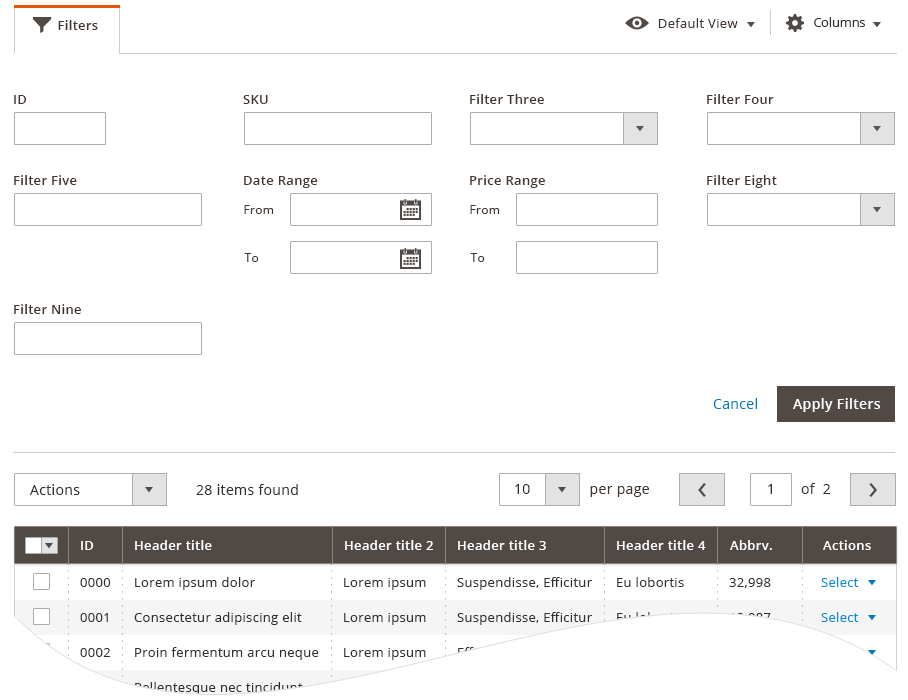 Filters Default View Columns
ID SKU Filter Three Filter Four
Filter Five Date Range Price Range Filter Eight
From From
To To
Filter Nine
Cancel Apply Filters
Actions 28 items found 10 per page 1 of 2
ID Header title Header title 2 Header title 3 Header title 4 Abbrv. Actions
0000 Lorem ipsum dolor Lorem ipsum Suspendisse, Efficitur Eu lobortis 32,998 Select
0001 Consectetur adipiscing elit Lorem ipsum Suspendisse, Efficitur Eu Select
0002 Proin fermentum arcu neque Lorem ipsum
Pellentesque nec tincidunt